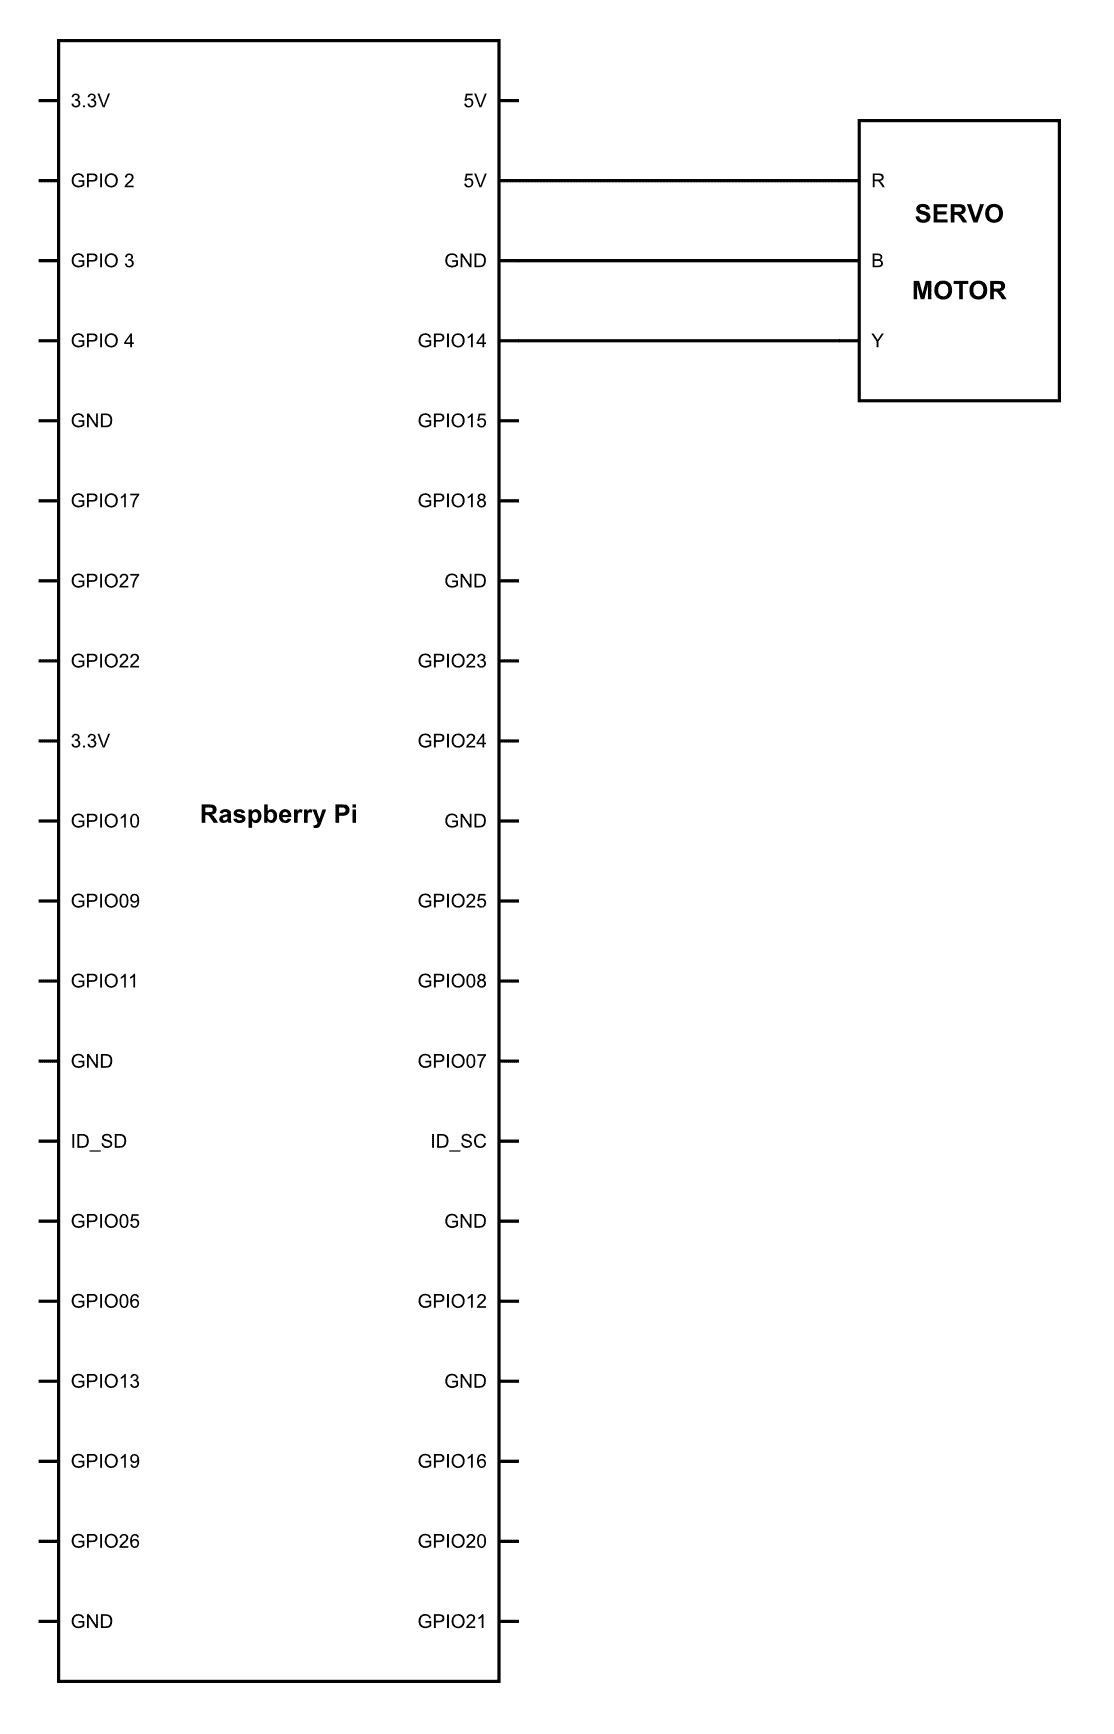 3.3V
5V
GPIO 2
5V
R
SERVO
GPIO 3
GND
B
MOTOR
GPIO 4
GPIO14
Y
GND
GPIO15
GPIO17
GPIO18
GPIO27
GND
GPIO22
GPIO23
3.3V
GPIO24
Raspberry Pi
GPIO10
GND
GPIO09
GPIO25
GPIO11
GPIO08
GND
GPIO07
ID_SD
ID_SC
GPIO05
GND
GPIO06
GPIO12
GPIO13
GND
GPIO19
GPIO16
GPIO26
GPIO20
GND
GPIO21